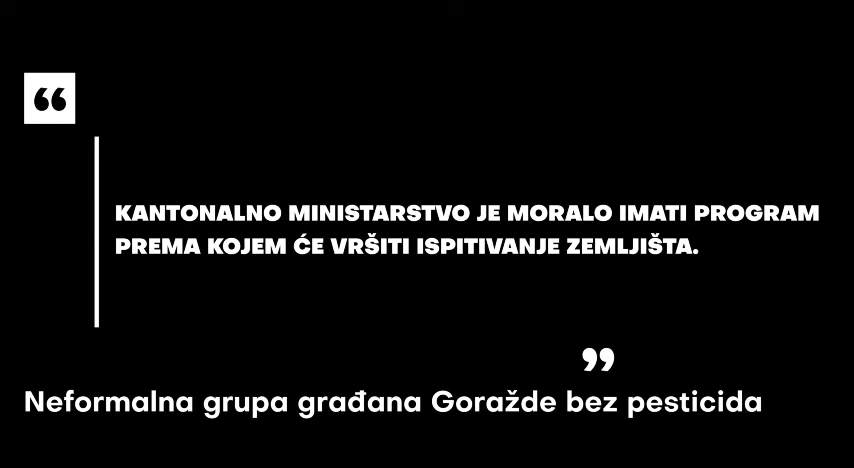 “
KANTONALNO MINISTARSTVO JE MORALO IMATI PROGRAM
PREMA KOJEM ĆE VRŠITI ISPITIVANJE ZEMLJIŠTA.
”
Neformalna grupa građana Goražde bez pesticida